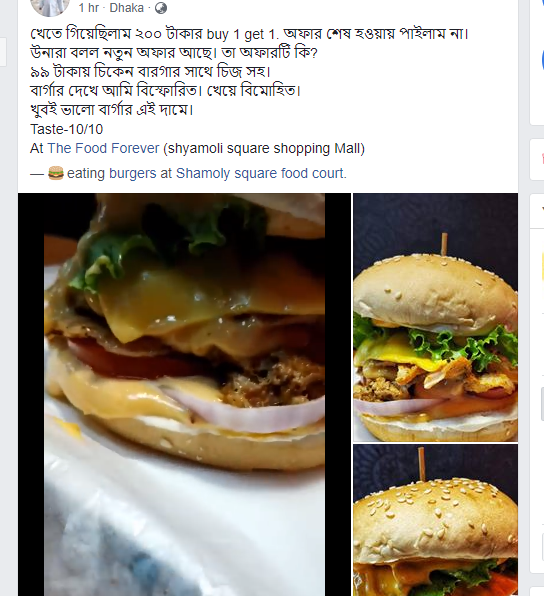 1 hr · Dhaka ·
খেতে গিয়েছিলাম ২০০ টাকার buy 1 get 1. অফার শেষ হওয়ায় পাইলাম না।
উনারা বলল নতুন অফার আছে। তা অফারটি কি?
৯৯ টাকায় চিকেন বারগার সাথে চিজ সহ।
বার্গার দেখে আমি বিস্ফোরিত। খেয়ে বিমোহিত।
খুবই ভালো বার্গার এই দামে।
Taste-10/10
At The Food Forever (shyamoli square shopping Mall)
— 🍔 eating burgers at Shamoly square food court.